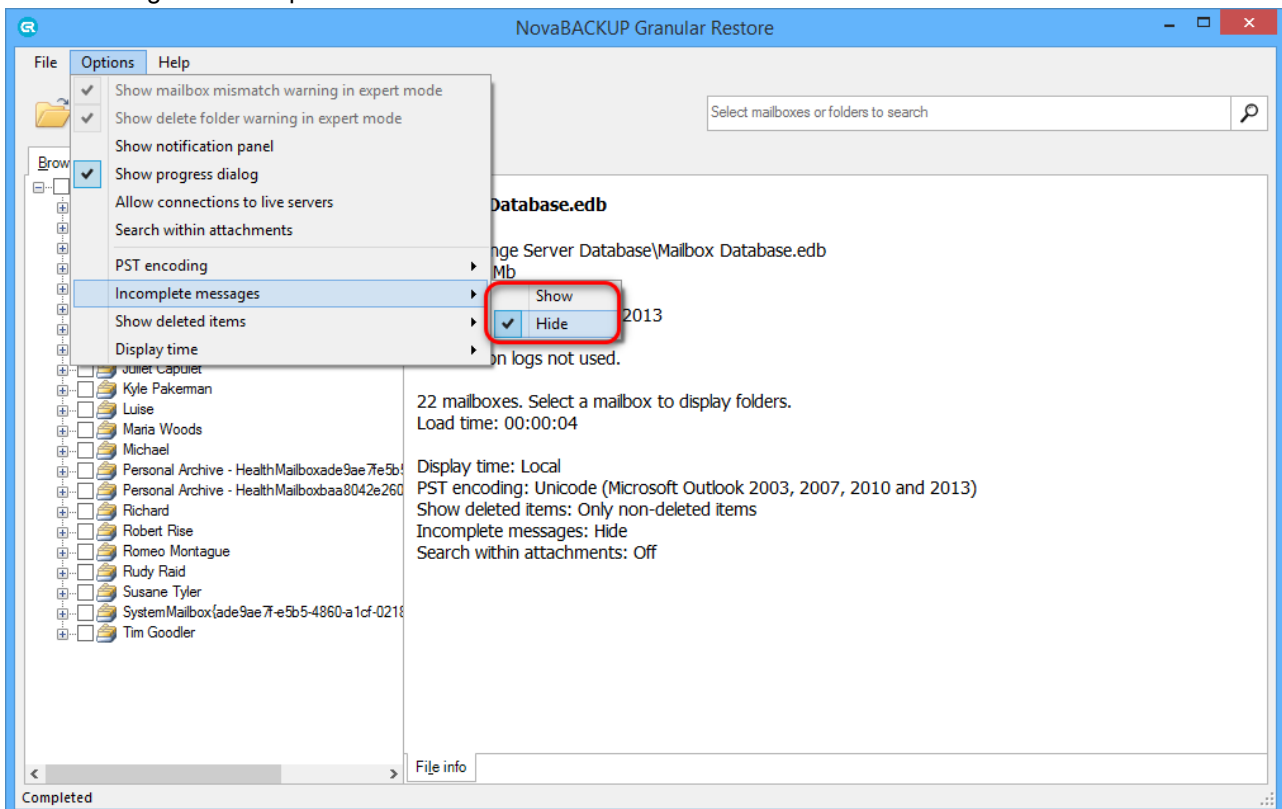 NovaBACKUP Granular Restore
File Options Help
Show mailbox mismatch warning in expert mode
Show delete folder warning in expert mode
Show notification panel
Show progress dialog
Allow connections to live servers
Search within attachments
PST encoding
Incomplete messages
Show deleted items
Display time
Show
Hide
Select mailboxes or folders to search
Brow
Database.edb
nge Server Database\Mailbox Database.edb
Mb
2013
on logs not used.
22 mailboxes. Select a mailbox to display folders.
Load time: 00:00:04
Display time: Local
PST encoding: Unicode (Microsoft Outlook 2003, 2007, 2010 and 2013)
Show deleted items: Only non-deleted items
Incomplete messages: Hide
Search within attachments: Off
Juliet Capulet
Kyle Pakerman
Luise
Maria Woods
Michael
Personal Archive - HealthMailboxade9ae7fe5b5
Personal Archive - HealthMailboxbaa8042e260
Richard
Robert Rise
Romeo Montague
Rudy Raid
Susane Tyler
SystemMailbox{ade9ae7f-e5b5-4860-a1cf-0218
Tim Goodler
File info
Completed